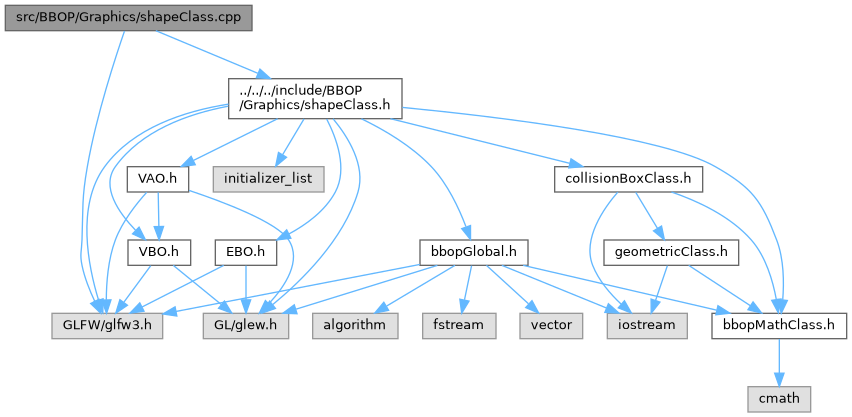 src/BBOP/Graphics/shapeClass.cpp
../../../include/BBOP
/Graphics/shapeClass.h
VAO.h
initializer_list
collisionBoxClass.h
VBO.h
EBO.h
bbopGlobal.h
geometricClass.h
GLFW/glfw3.h
GL/glew.h
algorithm
fstream
vector
iostream
bbopMathClass.h
cmath